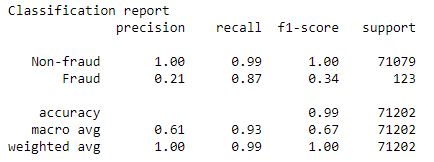 Classification report
precision recall f1-score support
Non-fraud 1.00 0.99 1.00 71079
Fraud 0.21 0.87 0.34 123
accuracy 0.99 71202
macro avg 0.61 0.93 0.67 71202
weighted avg 1.00 0.99 1.00 71202